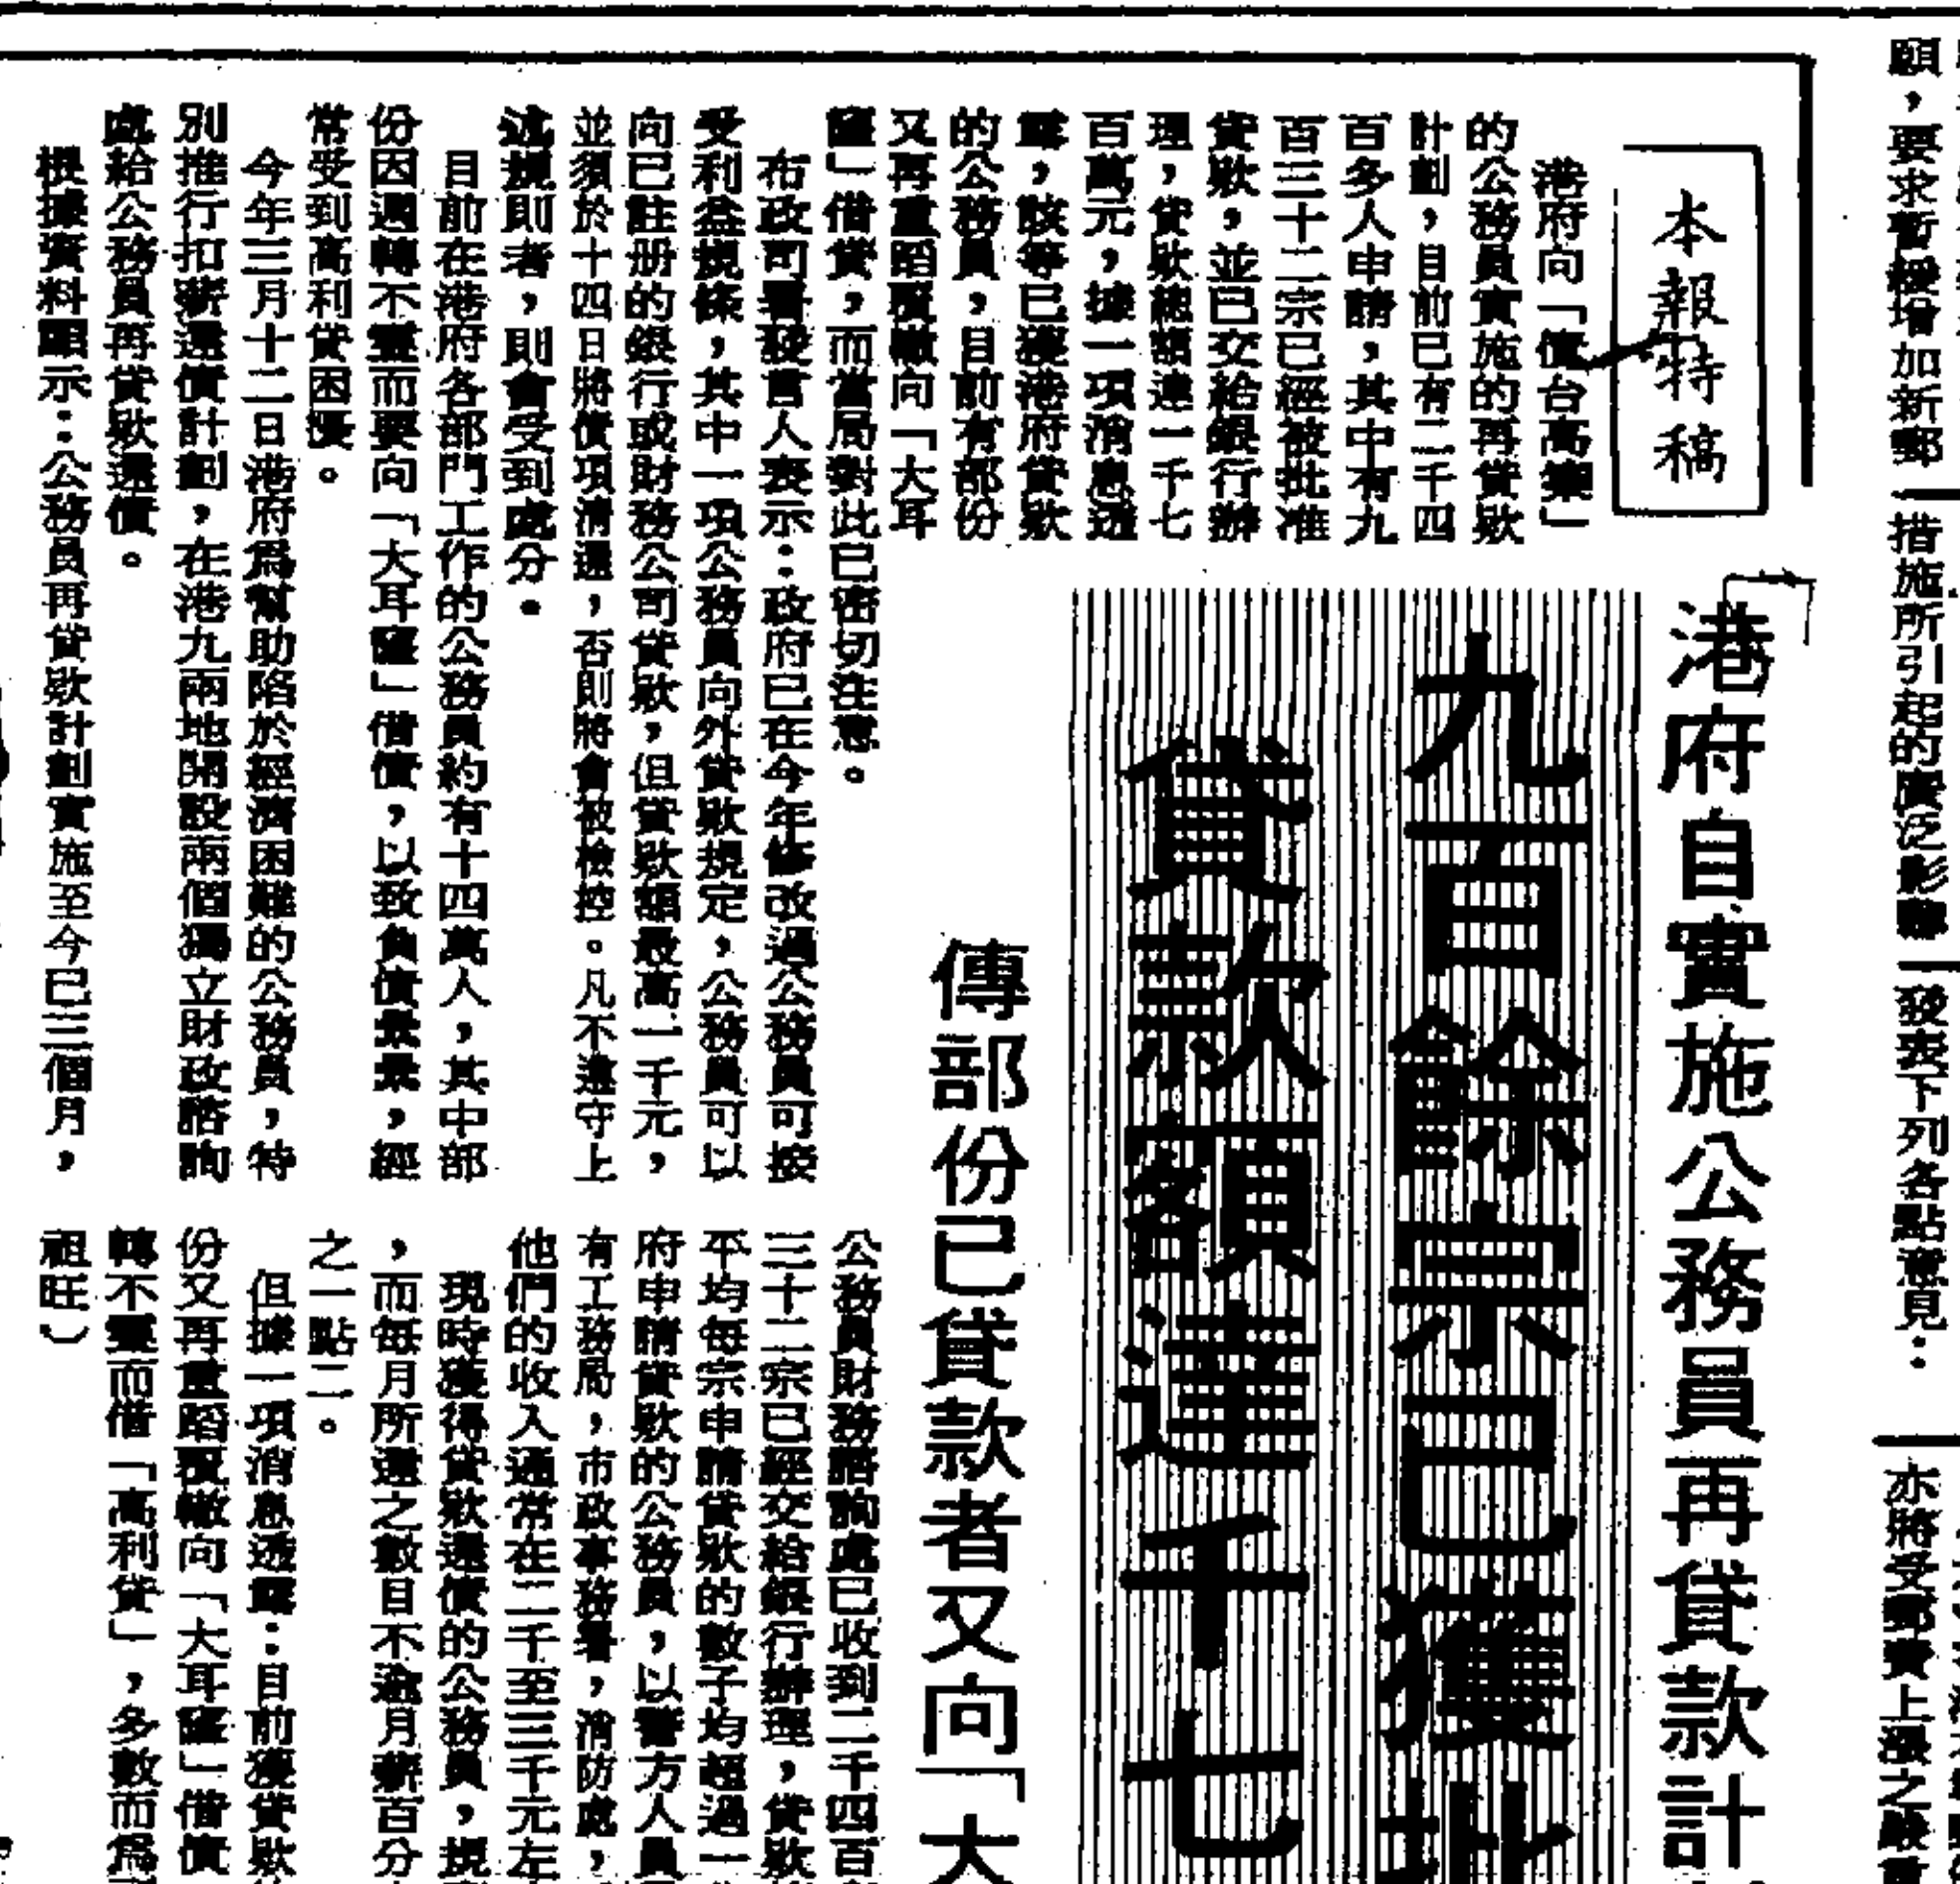 願，要求暫緩增加新郵
措施所引起的廣泛影響
發表下列各點意見：
亦將受郵費上漲之嚴重
港府自實施公務員再貸款計
九百餘宗已獲批
貸款額達千七
傳部份已貸款者又向「大
本報特稿
港府向「債台高築」
的公務員實施的再貸款
計劃，目前已有二千四
百多人申請，其中有九
百三十二宗已經被批准
貸款，並已交給銀行辦
理，貸款總額達一千七
百萬元，據一項消息透
露，該等已獲港府貸款
的公務員，目前有部份
又再重蹈覆轍向「大耳
窿」借貸，而當局對此已密切注意。
布政司署發言人表示：政府已在今年修改過公務員可接
受利益規條，其中一項公務員向外貸款規定，公務員可以
向已註册的銀行或財務公司貸款，但貸款額最高一千元，
並須於十四日將債項清還，否則將會被檢控。凡不遵守上
述規則者，則會受到處分。
目前在港府各部門工作的公務員約有十四萬人，其中部
份因週轉不靈而要向「大耳窿」借債，以致負債纍纍，經
常受到高利貸困擾。
今年三月十二日港府爲幫助陷於經濟困難的公務員，特
別推行扣薪還債計劃，在港九兩地開設兩個獨立財政諮詢
處給公務員再貸款還債。
根據資料顯示：公務員再貸款計劃實施至今已三個月，
公務員財務諮詢處已收到二千四百
三十二宗已經交給銀行辦理，貸款
平均每宗申請貸款的數字均超過一
府申請貸款的公務員，以警方人員
有工務局，市政事務署，消防處，
他們的收入通常在二千至三千元左
現時獲得貸款還債的公務員，規
，而每月所還之數目不逾月薪百分
之一點二。
但據一項消息透露：目前獲貸款
份又再重蹈覆轍向「大耳窿」借債
轉不靈而借「高利貸」，多數而爲
祖旺）